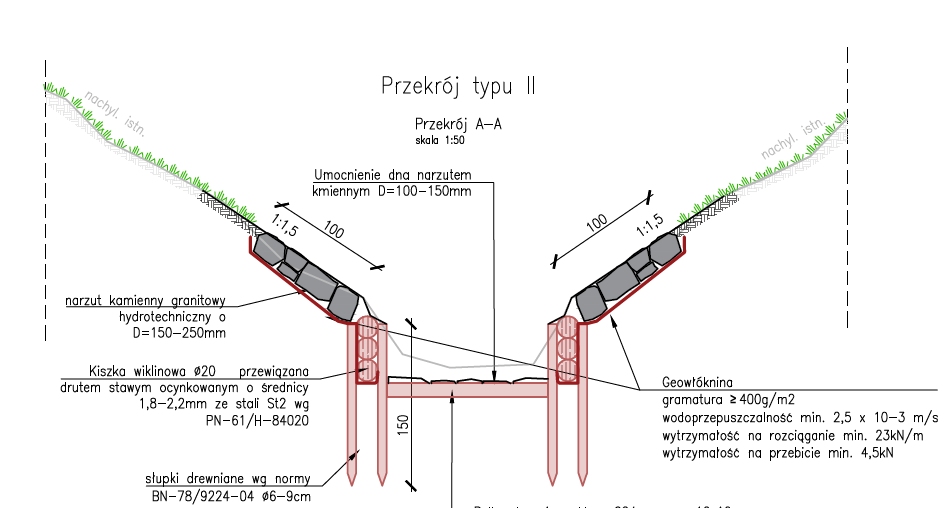 Przekrój typu II
Przekrój A-A
skala 1:50
nachyl. istn.
nachyl. istn.
Umocnienie dna narzutem
kmiennym D=100-150mm
1:1,5
100
100
1:1,5
narzut kamienny granitowy
hydrotechniczny o
D=150-250mm
Kiszka wiklinowa Ø20 przewiązana
drutem stawym ocynkowanym o średnicy
1,8-2,2mm ze stali St2 wg
PN-61/H-84020
150
Geowłóknina
gramatura ≥400g/m2
wodoprzepuszczalność min. 2,5 x 10-3 m/s
wytrzymałość na rozciąganie min. 23kN/m
wytrzymałość na przebicie min. 4,5kN
słupki drewniane wg normy
BN-78/9224-04 Ø6-9cm